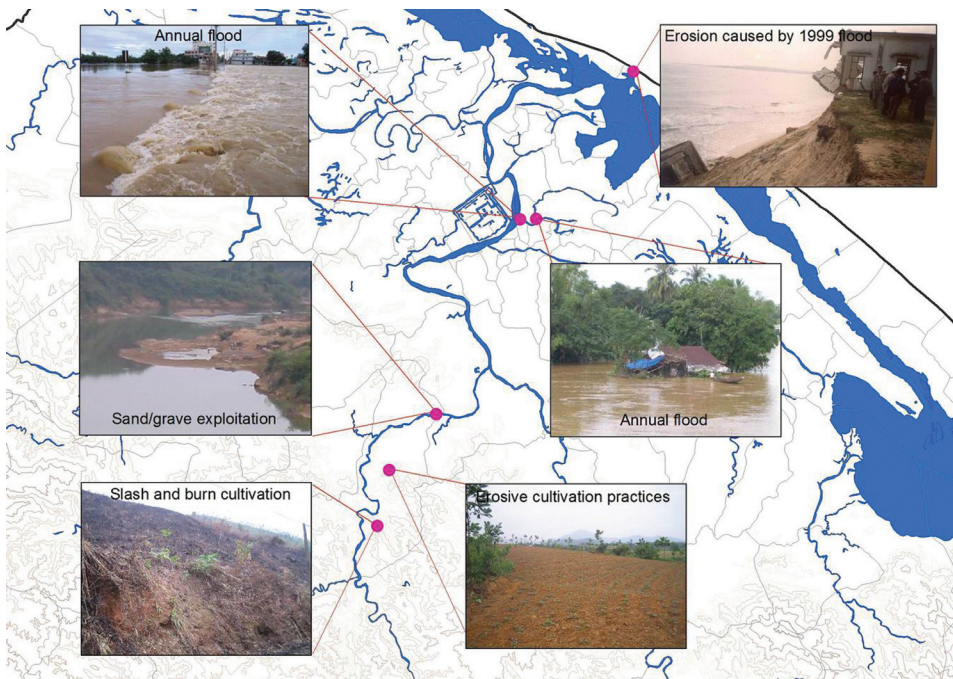 Annual flood
Erosion caused by 1999 flood
Sand/grave exploitation
Annual flood
Slash and burn cultivation
Erosive cultivation practices